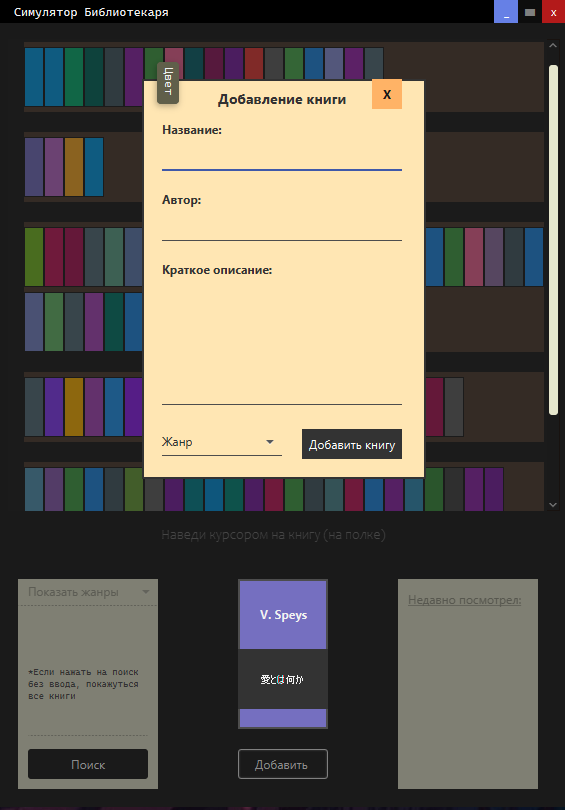 Симулятор Библиотекаря
_
x
Цвет
Добавление книги
X
Название:
Автор:
Краткое описание:
Жанр
Добавить книгу
Наведи курсором на книгу (на полке)
Показать жанры
*Если нажать на поиск
без ввода, покажуться
все книги
Поиск
V. Speys
愛とは何か
Добавить
Недавно посмотрел: